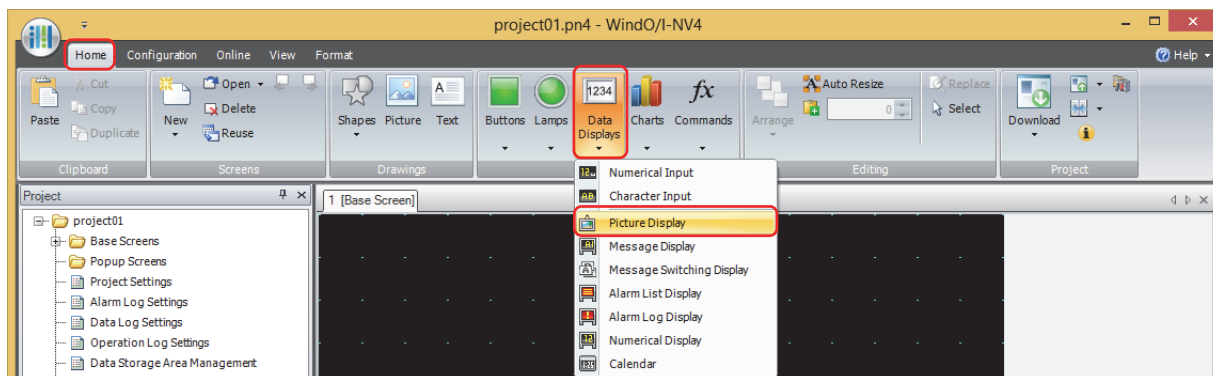 project01.pn4 - WindO/I-NV4
Home Configuration Online View Format Help
Paste
Cut
Copy
Duplicate
Clipboard
New
Open
Delete
Reuse
Screens
Shapes Picture Text
Drawings
Buttons Lamps
1234
Data Displays
Charts
fx
Commands
Arrange
Auto Resize
0
Replace
Select
Editing
Download
Project
Project
project01
Base Screens
Popup Screens
Project Settings
Alarm Log Settings
Data Log Settings
Operation Log Settings
Data Storage Area Management
1 [Base Screen]
Numerical Input
Character Input
Picture Display
Message Display
Message Switching Display
Alarm List Display
Alarm Log Display
Numerical Display
Calendar